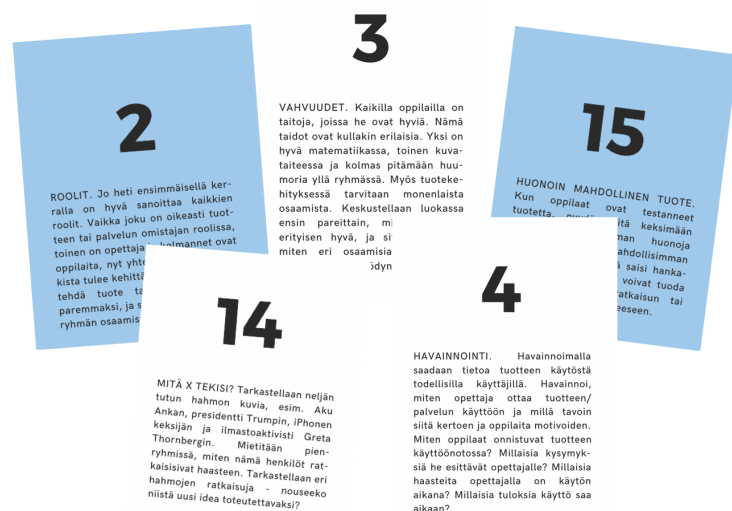 2
ROOLIT. Jo heti ensimmäisellä ker-
ralla on hyvä sanoittaa kaikkien
roolit. Vaikka joku on oikeasti tuot-
teen tai palvelun omistajan roolissa,
toinen on opettaja kolmannet ovat
oppilaita, nyt
kista tulee
tehdä tuote
paremmaksi, ja
ryhmän
3
VAHVUUDET. Kaikilla oppilailla on
taitoja, joissa he ovat hyviä. Nämä
taidot ovat kullakin erilaisia. Yksi on
hyvä matematiikassa, toinen kuva-
taiteessa ja kolmas pitämään huu-
moria yllä ryhmässä. Myös tuoteke-
hityksessä tarvitaan monenlaista
osaamista. Keskustellaan luokassa
ensin pareittain,
erityisen hyvä, ja
miten eri
15
HUONOIN MAHDOLLINEN TUOTE.
Kun oppilaat ovat testanneet
tuotetta, keksimään
huonoja
saisi hanka-
voivat tuoda
tai
14
MITÄ X TEKISI? Tarkastellaan neljän
tutun hahmon kuvia, esim. Aku
Ankan, presidentti Trumpin, iPhonen
keksijän ja ilmastoaktivisti Greta
Thornbergin. Mietitään pien-
ryhmissä, miten nämä henkilöt rat-
kaisisivat haasteen. Tarkastellaan eri
hahmojen ratkaisuja - nouseeko
niistä uusi idea toteutettavaksi?
4
HAVAINNOINTI. Havainnoimalla
saadaan tietoa tuotteen käytöstä
todellisilla käyttäjillä. Havainnoi,
miten opettaja ottaa tuotteen/
palvelun käyttöön ja millä tavoin
siitä kertoen ja oppilaita motivoiden.
Miten oppilaat onnistuvat tuotteen
käyttöönotossa? Millaisia kysymyk-
siä he esittävät opettajalle? Millaisia
haasteita opettajalla on käytön
aikana? Millaisia tuloksia käyttö saa
aikaan?